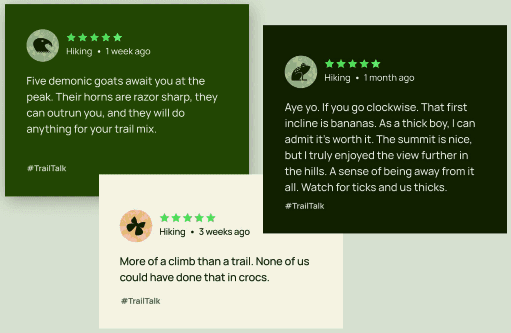 Hiking • 1 week ago
Five demonic goats await you at the
peak. Their horns are razor sharp, they
can outrun you, and they will do
anything for your trail mix.
#TrailTalk
Hiking • 1 month ago
Aye yo. If you go clockwise. That first
incline is bananas. As a thick boy, I can
admit it's worth it. The summit is nice,
but I truly enjoyed the view further in
the hills. A sense of being away from it
all. Watch for ticks and us thicks.
#TrailTalk
Hiking • 3 weeks ago
More of a climb than a trail. None of us
could have done that in crocs.
#TrailTalk